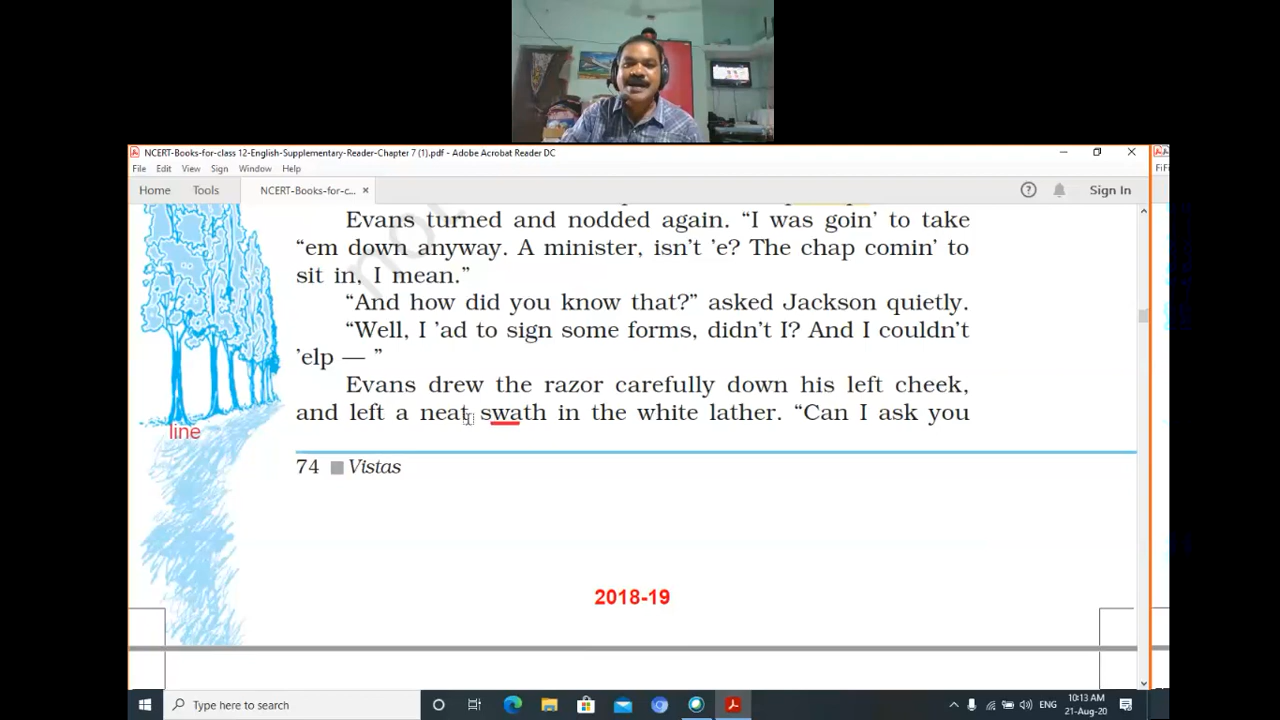 NCERT-Books-for-class 12-English-Supplementary-Reader-Chapter 7 (1).pdf - Adobe Acrobat Reader DC
File Edit View Sign Window Help
Home Tools NCERT-Books-for-c... Sign In
Evans turned and nodded again. “I was goin’ to take
“em down anyway. A minister, isn’t ’e? The chap comin’ to
sit in, I mean.”
“And how did you know that?” asked Jackson quietly.
“Well, I ’ad to sign some forms, didn’t I? And I couldn’t
’elp — ”
Evans drew the razor carefully down his left cheek,
and left a neat swath in the white lather. “Can I ask you
line
74 Vistas
2018-19
Type here to search
ENG
10:13 AM
21-Aug-20